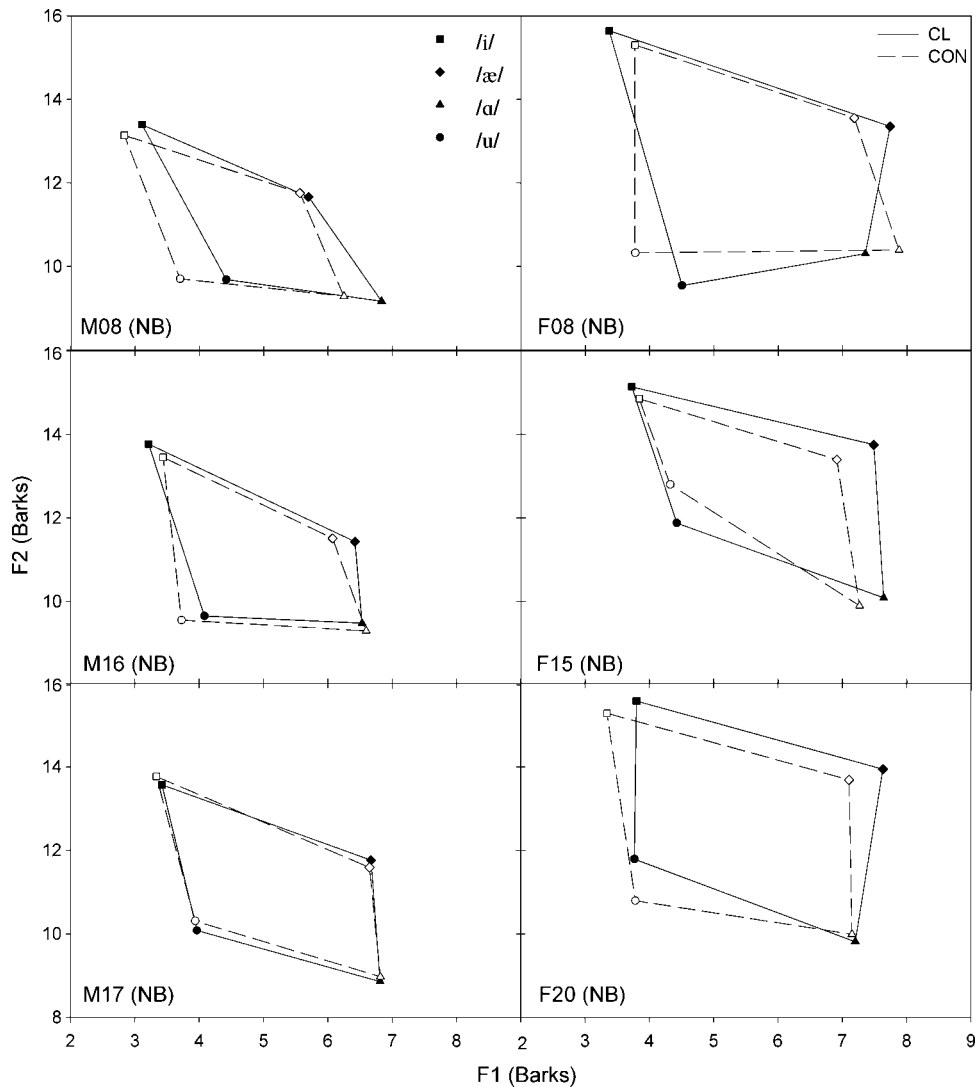 16
14
12
10
/i/
/æ/
/ɑ/
/u/
M08 (NB)
CL
CON
F08 (NB)
16
14
12
10
M16 (NB)
F15 (NB)
16
14
12
10
8
M17 (NB)
F20 (NB)
2 3 4 5 6 7 8
2 3 4 5 6 7 8 9
F2 (Barks)
F1 (Barks)